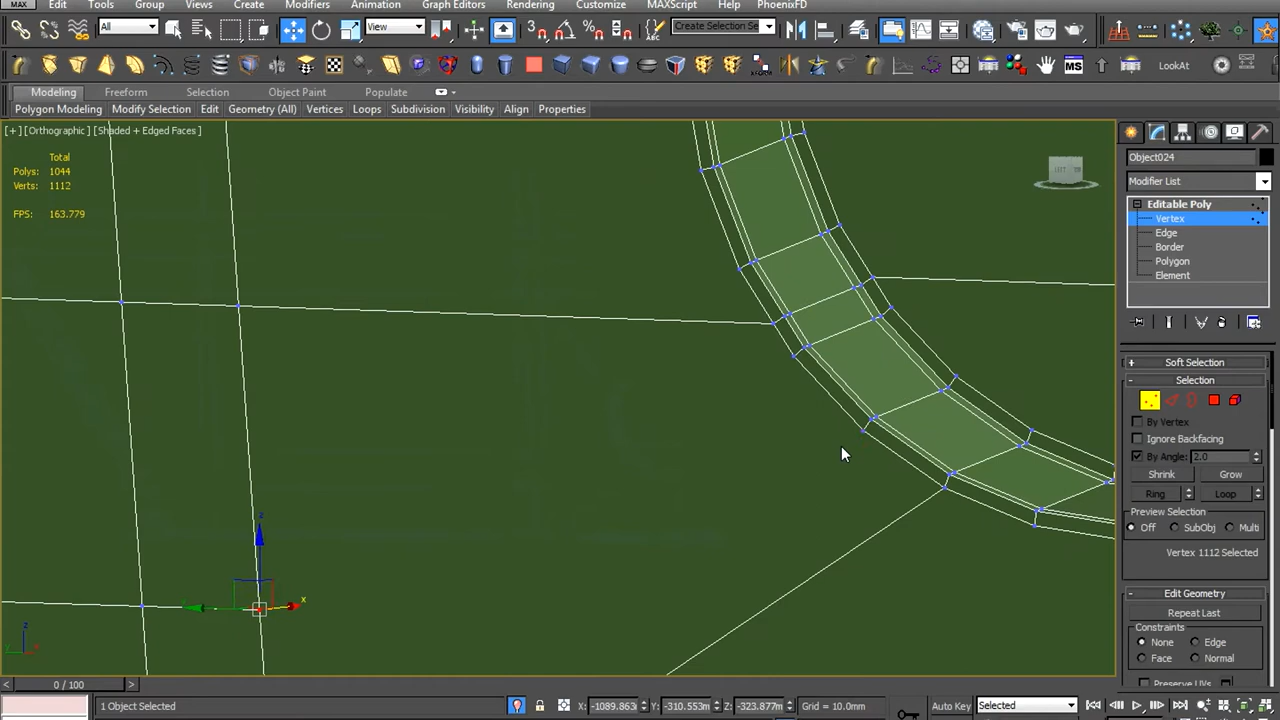 MAX Edit Tools Group Views Create Modifiers Animation Graph Editors Rendering Customize MAXScript Help PhoenixFD
All View Create Selection Se
MS LookAt
Modeling Freeform Selection Object Paint Populate
Polygon Modeling Modify Selection Edit Geometry (All) Vertices Loops Subdivision Visibility Align Properties
[+] [Orthographic] [Shaded + Edged Faces]
Total
Polys: 1044
Verts: 1112
FPS: 163.779
Object024
Modifier List
Editable Poly
Vertex
Edge
Border
Polygon
Element
+ Soft Selection
- Selection
By Vertex
Ignore Backfacing
By Angle: 2.0
Shrink Grow
Ring Loop
Preview Selection
Off SubObj Multi
Vertex 1112 Selected
- Edit Geometry
Repeat Last
Constraints
None Edge
Face Normal
Preserve UVs
z
x
z
y
x
< 0 / 100 >
1 Object Selected X: -1089.863 Y: -310.553m Z: -323.877m Grid = 10.0mm Auto Key Selected